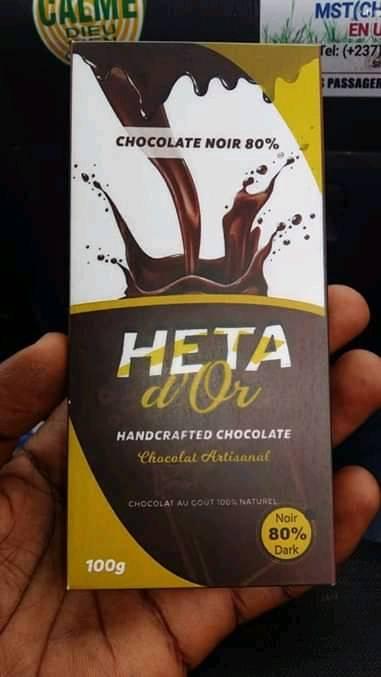 CALME
DIEU
MST(CH
EN U
Tel: (+237)
S PASSAGER
CHOCOLATE NOIR 80%
HETA
d'Or
HANDCRAFTED CHOCOLATE
Chocolat Artisanal
CHOCOLAT AU GOÛT 100% NATUREL
Noir
80%
Dark
100g